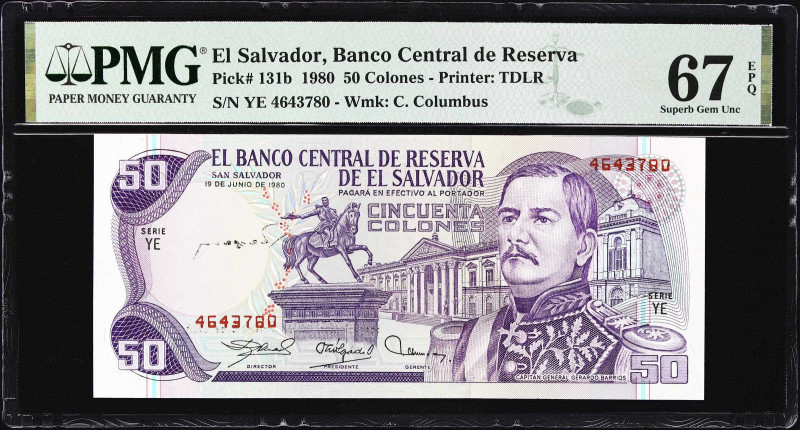 PMG®
PAPER MONEY GUARANTY
El Salvador, Banco Central de Reserva
Pick# 131b 1980 50 Colones - Printer: TDLR
S/N YE 4643780 - Wmk: C. Columbus
67 EPQ
Superb Gem Unc
50
EL BANCO CENTRAL DE RESERVA
DE EL SALVADOR
SAN SALVADOR
19 DE JUNIO DE 1980
PAGARÁ EN EFECTIVO AL PORTADOR
4643780
CINCUENTA
COLONES
SERIE
YE
4643780
SERIE
YE
50
DIRECTOR
PRESIDENTE
GERENTE
CAPITAN GENERAL GERARDO BARRIOS
50